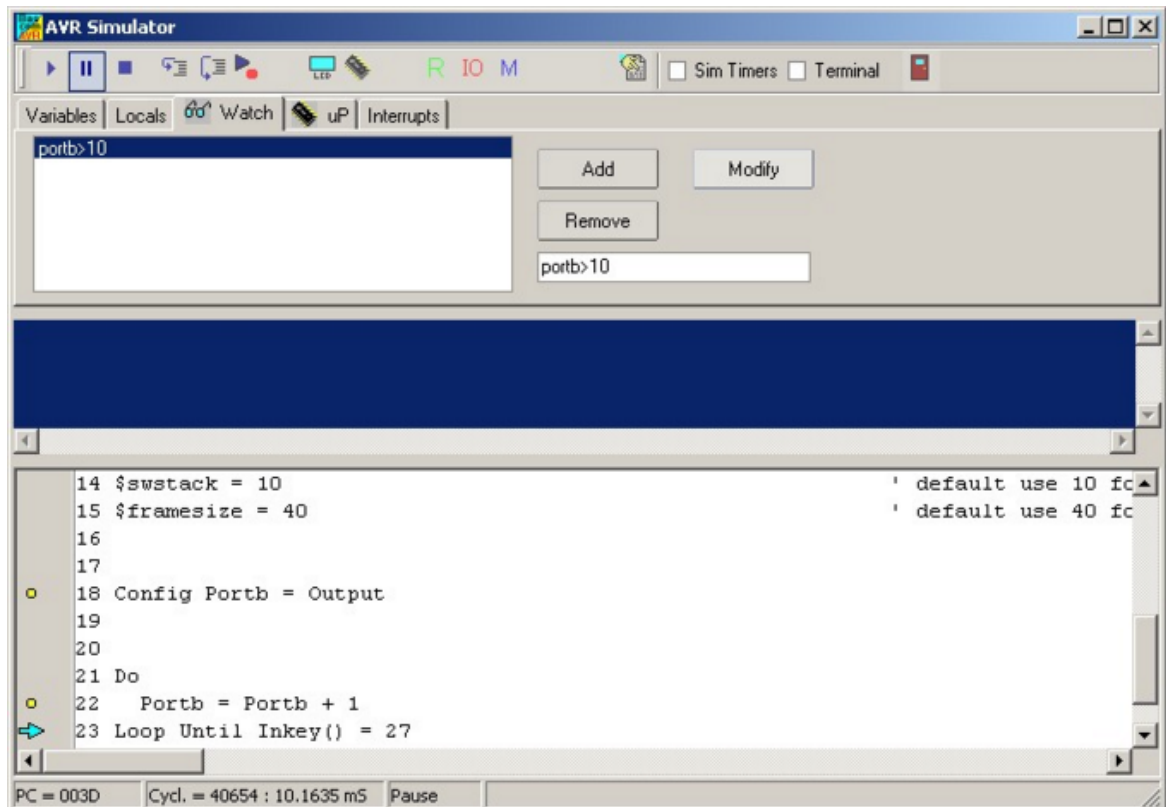 AVR Simulator
LED R IO M Sim Timers Terminal
Variables Locals Watch uP Interrupts
portb>10
Add Modify
Remove
portb>10
14 $swstack = 10 ' default use 10 fo
15 $framesize = 40 ' default use 40 fo
16
17
18 Config Portb = Output
19
20
21 Do
22 Portb = Portb + 1
23 Loop Until Inkey() = 27
PC = 003D Cycl. = 40654 : 10.1635 mS Pause